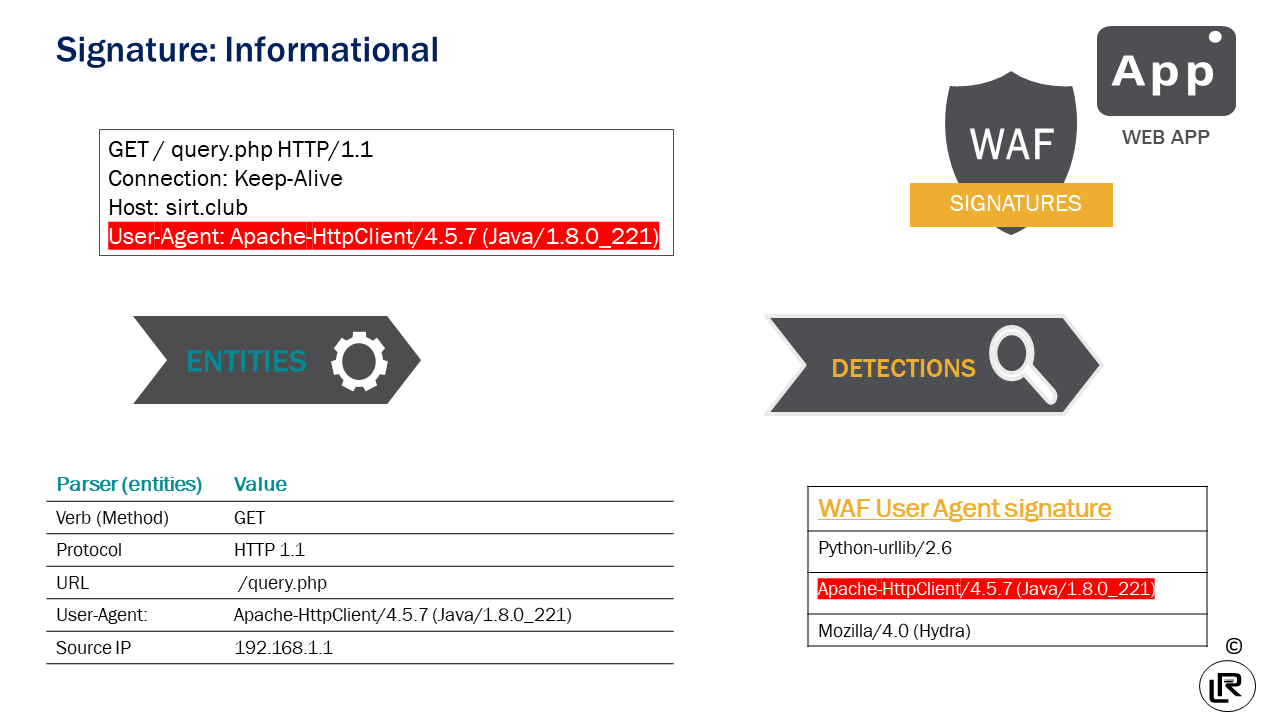 Signature: Informational
App
WEB APP
WAF
SIGNATURES
GET / query.php HTTP/1.1
Connection: Keep-Alive
Host: sirt.club
User-Agent: Apache-HttpClient/4.5.7 (Java/1.8.0_221)
ENTITIES
DETECTIONS
Parser (entities) Value
Verb (Method) GET
Protocol HTTP 1.1
URL /query.php
User-Agent: Apache-HttpClient/4.5.7 (Java/1.8.0_221)
Source IP 192.168.1.1
WAF User Agent signature
Python-urllib/2.6
Apache-HttpClient/4.5.7 (Java/1.8.0_221)
Mozilla/4.0 (Hydra)
©
LR